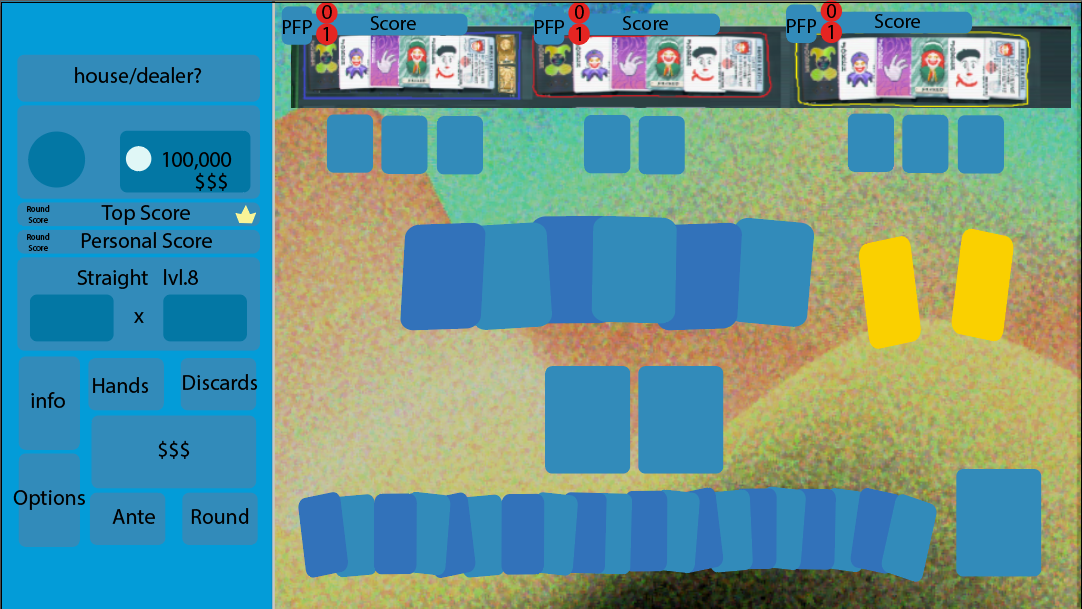 house/dealer?
100,000
$$$
Round
Score
Top Score
Round
Score
Personal Score
Straight lvl.8
x
info
Hands
Discards
$$$
Options
Ante
Round
PFP
0
1
Score
PFP
0
1
Score
PFP
0
1
Score